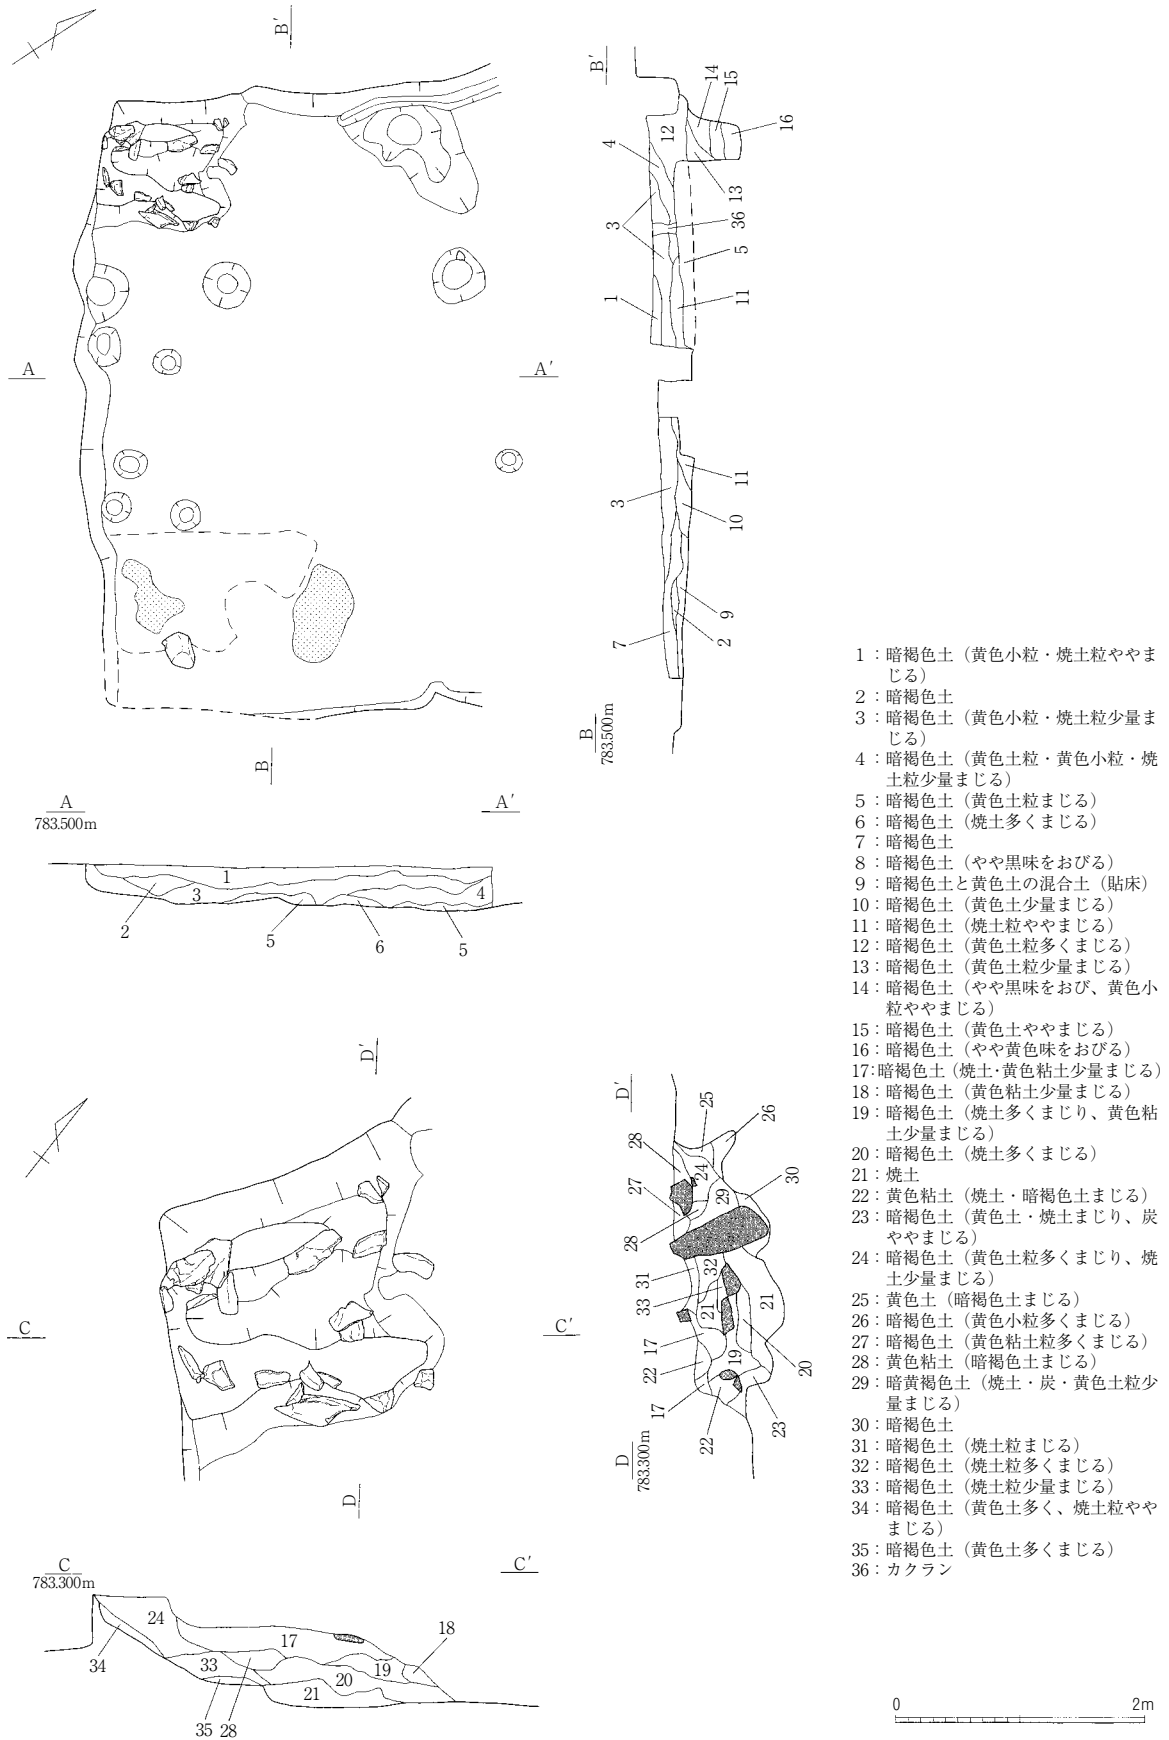 B′
A
A′
B
B′
14
15
16
12
4
13
36
3
5
11
1
11
3
10
9
2
7
B
783.500m
A
783.500m
A′
1
2
3
4
5
6
5
1：暗褐色土（黄色小粒・焼土粒ややま
じる）
2：暗褐色土
3：暗褐色土（黄色小粒・焼土粒少量ま
じる）
4：暗褐色土（黄色土粒・黄色小粒・焼
土粒少量まじる）
5：暗褐色土（黄色土粒まじる）
6：暗褐色土（焼土多くまじる）
7：暗褐色土
8：暗褐色土（やや黒味をおびる）
9：暗褐色土と黄色土の混合土（貼床）
10：暗褐色土（黄色土少量まじる）
11：暗褐色土（焼土粒ややまじる）
12：暗褐色土（黄色土粒多くまじる）
13：暗褐色土（黄色土粒少量まじる）
14：暗褐色土（やや黒味をおび、黄色小
粒ややまじる）
15：暗褐色土（黄色土ややまじる）
16：暗褐色土（やや黄色味をおびる）
17：暗褐色土（焼土・黄色粘土少量まじる）
18：暗褐色土（黄色粘土少量まじる）
19：暗褐色土（焼土多くまじり、黄色粘
土少量まじる）
20：暗褐色土（焼土多くまじる）
21：焼土
22：黄色粘土（焼土・暗褐色土まじる）
23：暗褐色土（黄色土・焼土まじり、炭
ややまじる）
24：暗褐色土（黄色土粒多くまじり、焼
土少量まじる）
25：黄色土（暗褐色土まじる）
26：暗褐色土（黄色小粒多くまじる）
27：暗褐色土（黄色粘土粒多くまじる）
28：黄色粘土（暗褐色土まじる）
29：暗黄褐色土（焼土・炭・黄色土粒少
量まじる）
30：暗褐色土
31：暗褐色土（焼土粒まじる）
32：暗褐色土（焼土粒多くまじる）
33：暗褐色土（焼土粒少量まじる）
34：暗褐色土（黄色土多く、焼土粒やや
まじる）
35：暗褐色土（黄色土多くまじる）
36：カクラン
D′
C
C′
D
D′
25
26
28
24
30
27
29
28
32
31
33
21
21
17
19
20
22
17
22
23
D
783.300m
C
783.300m
C′
24
17
18
34
33
19
20
21
35
28
0
2m